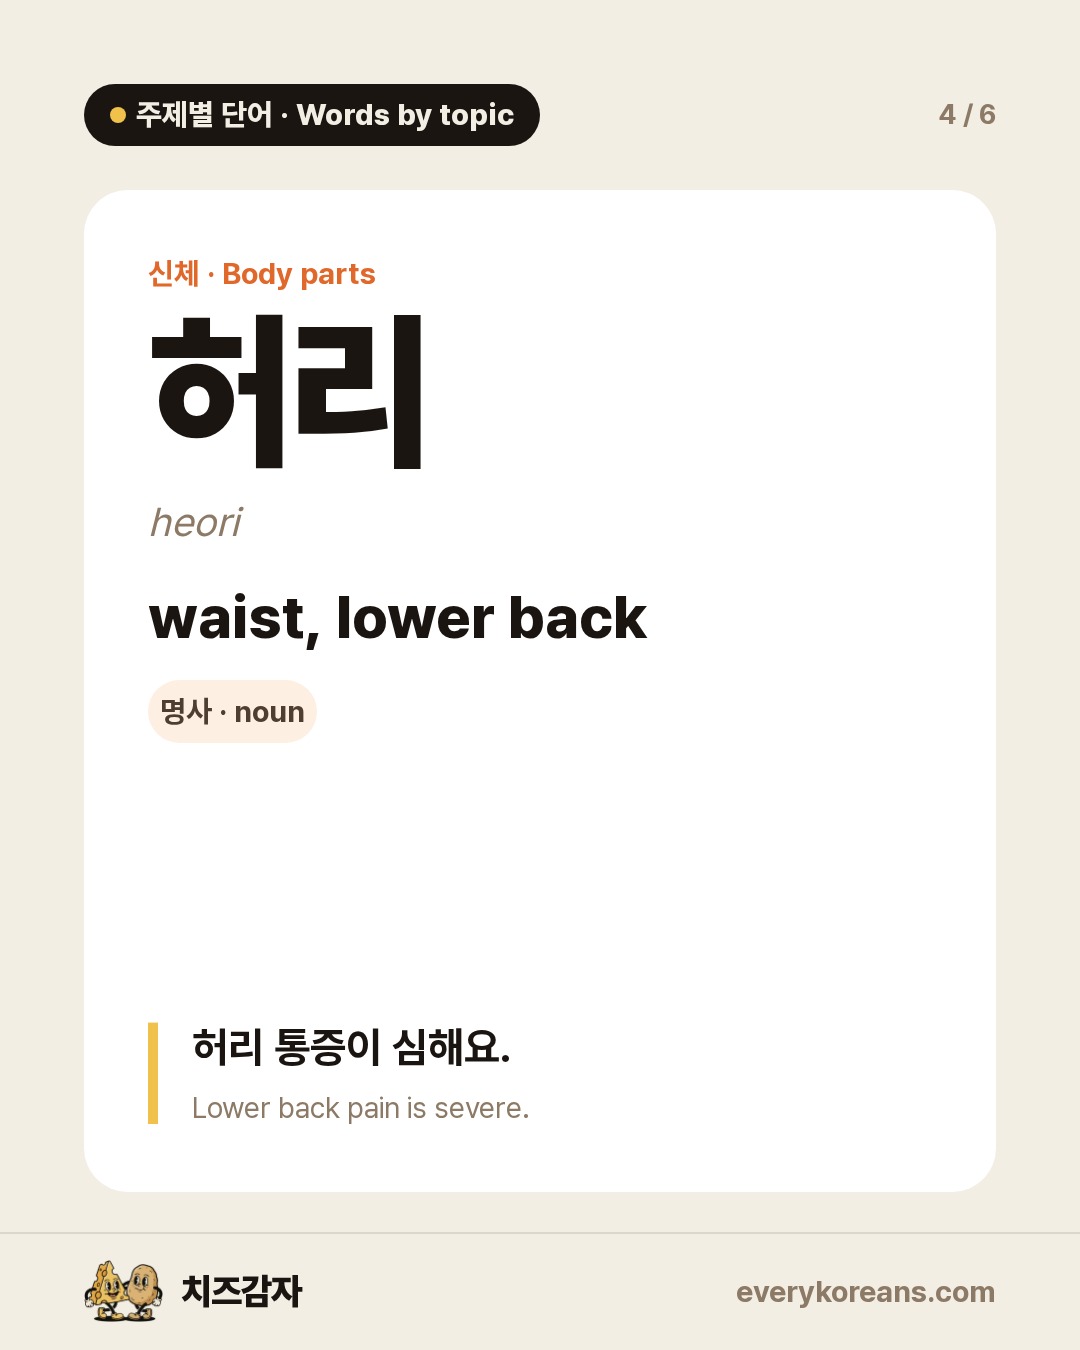 주제별 단어 · Words by topic
4 / 6
신체 · Body parts
허리
heori
waist, lower back
명사 · noun
허리 통증이 심해요.
Lower back pain is severe.
치즈감자
everykoreans.com